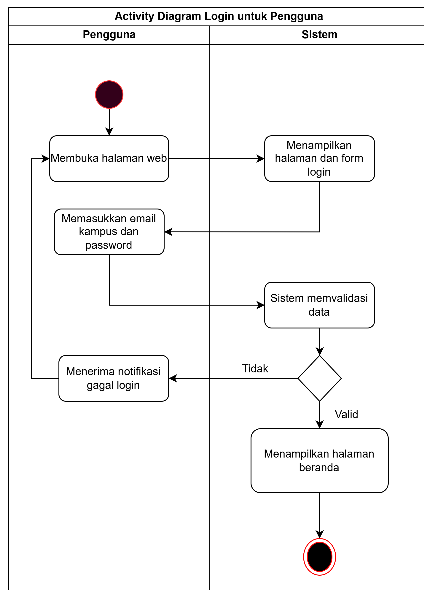 Activity Diagram Login untuk Pengguna
Pengguna
Sistem
Membuka halaman web
Menampilkan
halaman dan form
login
Memasukkan email
kampus dan
password
Sistem memvalidasi
data
Tidak
Menerima notifikasi
gagal login
Valid
Menampilkan halaman
beranda